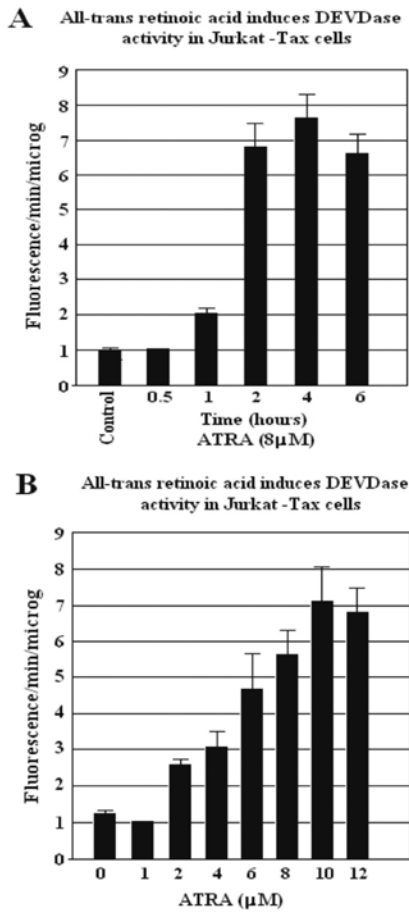 A All-trans retinoic acid induces DEVDase
activity in Jurkat -Tax cells
Fluorescence/min/microg
9
8
7
6
5
4
3
2
1
0
Control 0.5 1 2 4 6
Time (hours)
ATRA (8µM)
B All-trans retinoic acid induces DEVDase
activity in Jurkat -Tax cells
Fluorescence/min/microg
9
8
7
6
5
4
3
2
1
0
0 1 2 4 6 8 10 12
ATRA (µM)